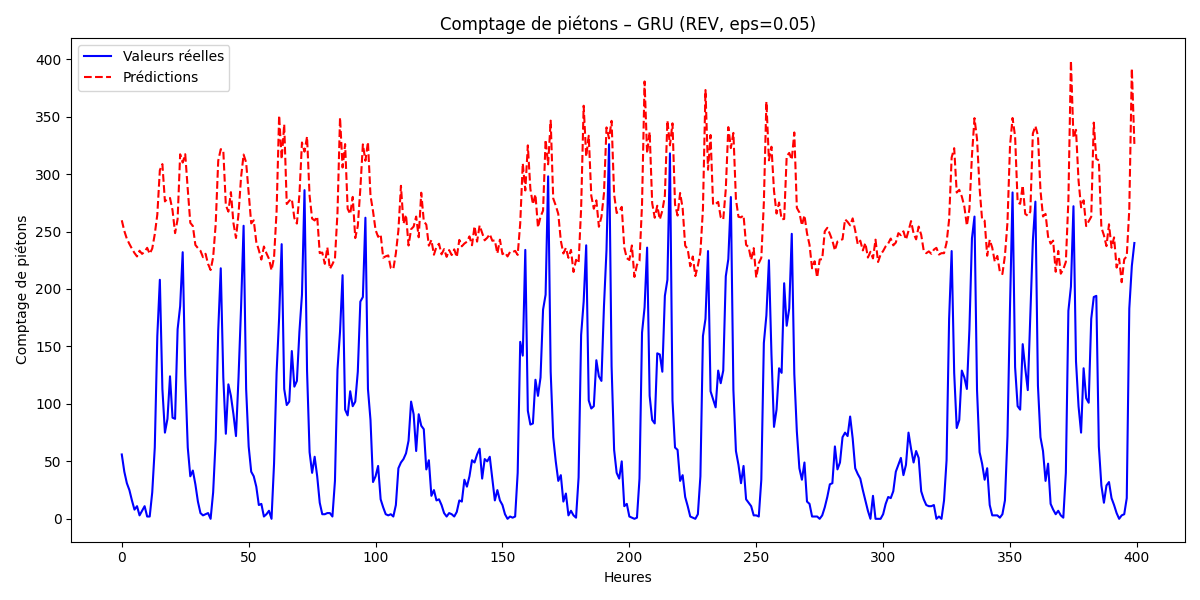 Comptage de piétons – GRU (REV, eps=0.05)
Valeurs réelles
Prédictions
Comptage de piétons
400
350
300
250
200
150
100
50
0
0 50 100 150 200 250 300 350 400
Heures